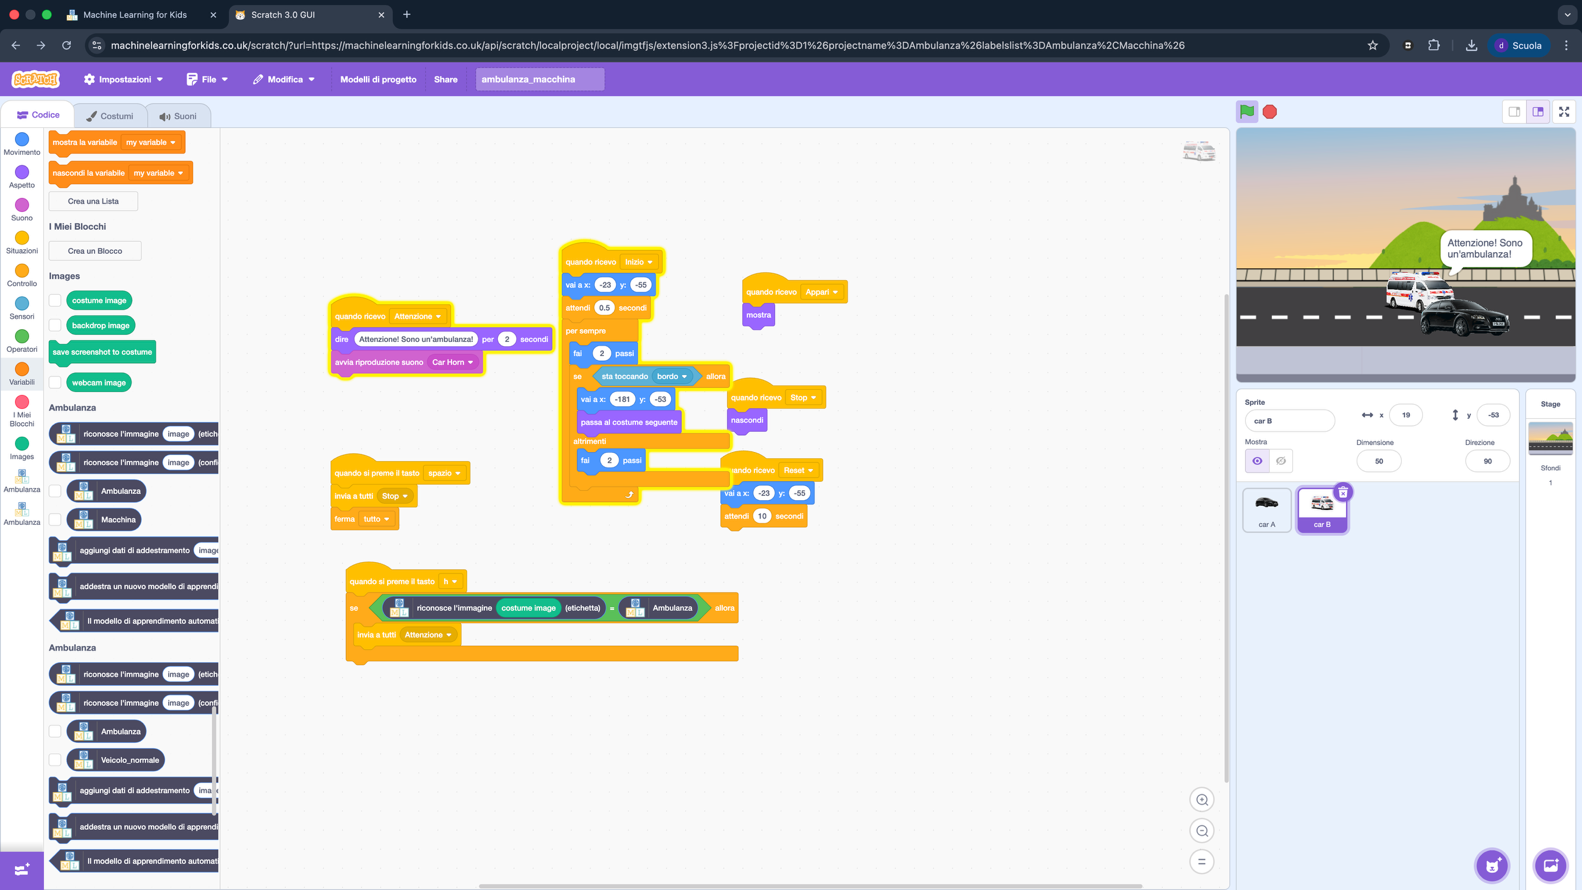 Machine Learning for Kids
Scratch 3.0 GUI
machinelearningforkids.co.uk/scratch/?url=https://machinelearningforkids.co.uk/api/scratch/localproject/local/imgtfjs/extension3.js%3Fprojectid%3D1%26projectname%3DAmbulanza%26labelslist%3DAmbulanza%2CMacchina%26
d Scuola
SCRATCH
Impostazioni
File
Modifica
Modelli di progetto
Share
ambulanza_macchina
Codice
Costumi
Suoni
Movimento
Aspetto
Suono
Situazioni
Controllo
Sensori
Operatori
Variabili
I Miei
Blocchi
Images
Ambulanza
Ambulanza
mostra la variabile my variable
nascondi la variabile my variable
Crea una Lista
I Miei Blocchi
Crea un Blocco
Images
costume image
backdrop image
save screenshot to costume
webcam image
Ambulanza
riconosce l'immagine image (etich
riconosce l'immagine image (confi
Ambulanza
Macchina
aggiungi dati di addestramento imag
addestra un nuovo modello di apprendi
Il modello di apprendimento automat
Ambulanza
riconosce l'immagine image (etich
riconosce l'immagine image (confi
Ambulanza
Veicolo_normale
aggiungi dati di addestramento ima
addestra un nuovo modello di apprendi
Il modello di apprendimento automat
quando ricevo Attenzione
dire Attenzione! Sono un'ambulanza! per 2 secondi
avvia riproduzione suono Car Horn
quando si preme il tasto spazio
invia a tutti Stop
ferma tutto
quando si preme il tasto h
se riconosce l'immagine costume image (etichetta) = Ambulanza allora
invia a tutti Attenzione
quando ricevo Inizio
vai a x: -23 y: -55
attendi 0.5 secondi
per sempre
fai 2 passi
se sta toccando bordo allora
vai a x: -181 y: -53
passa al costume seguente
altrimenti
fai 2 passi
quando ricevo Appari
mostra
quando ricevo Stop
nascondi
quando ricevo Reset
vai a x: -23 y: -55
attendi 10 secondi
Attenzione! Sono
un'ambulanza!
Sprite
car B
x 19
y -53
Mostra
Dimensione
50
Direzione
90
car A
car B
Stage
Sfondi
1